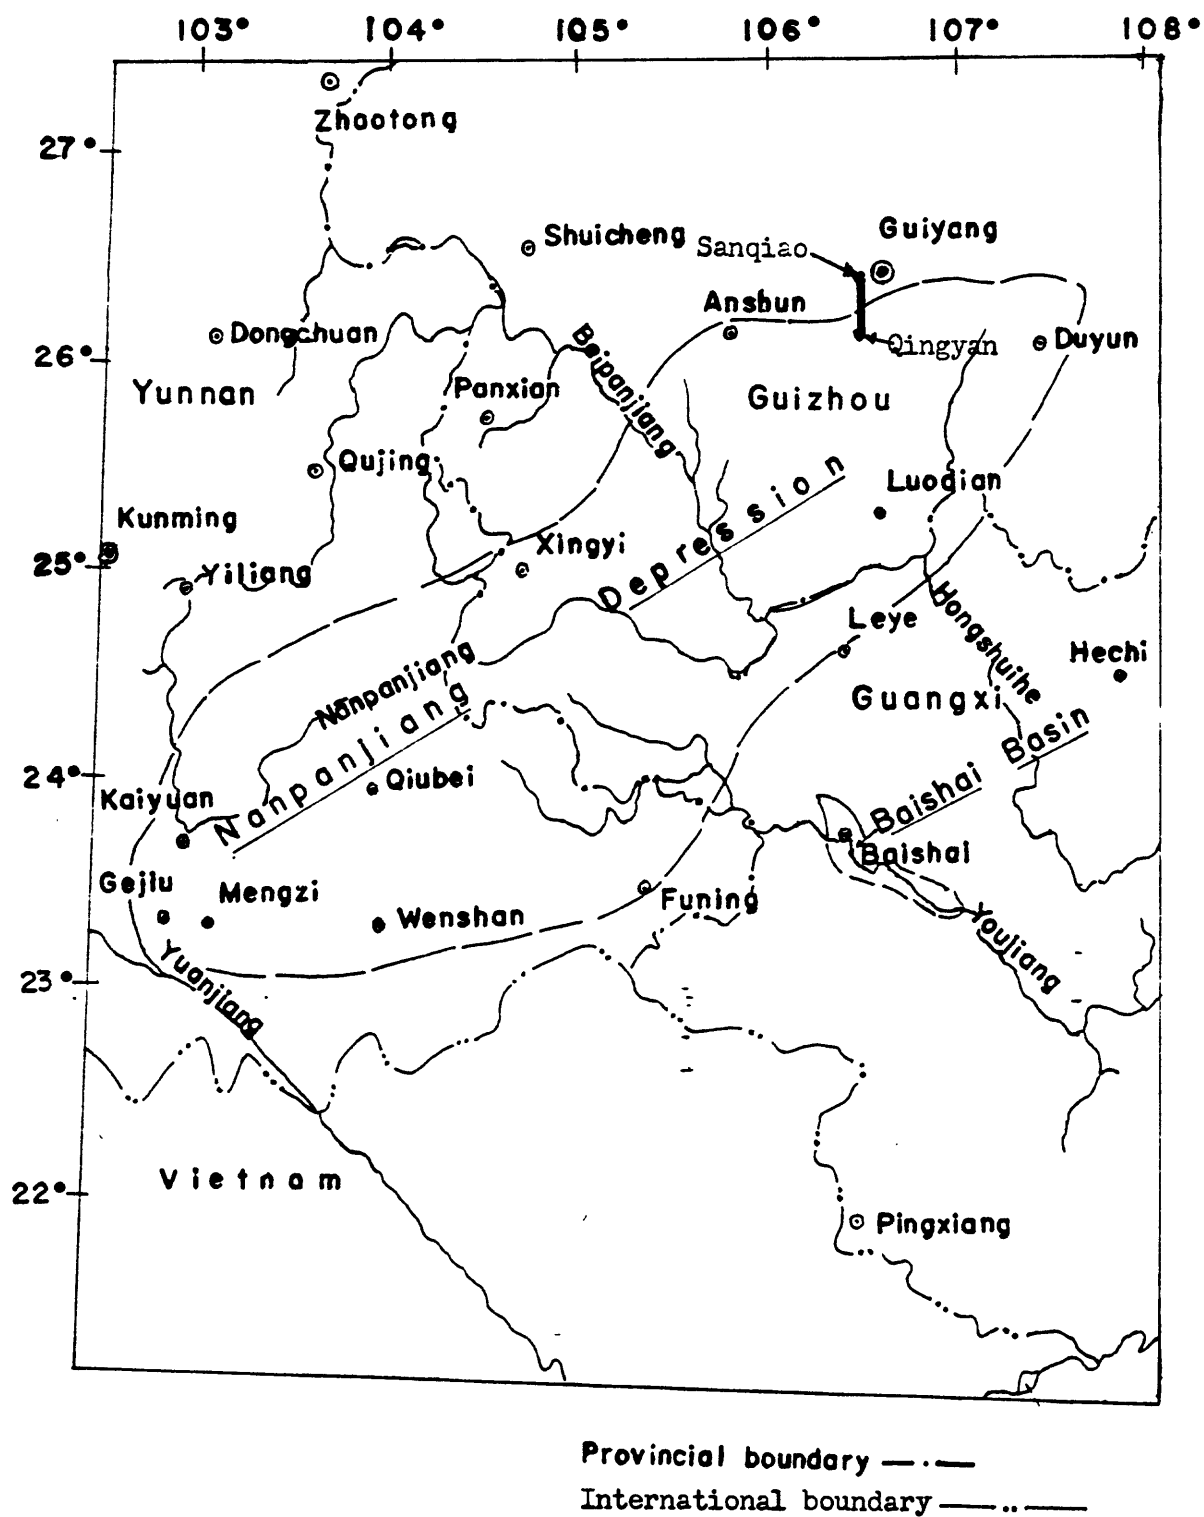 103° 104° 105° 106° 107° 108°
Zhaotong
27°
Shuicheng
Sanqiao
Guiyang
Anshun
Dongchuan
Beipanjiang
Qingyan
Duyun
26°
Yunnan
Panxian
Guizhou
Qujing
Luodian
Kunming
Xingyi
25°
Yiliang
Depression
Leye
Hongshuihe
Hechi
Nanpanjiang
Guangxi
Nanpanjiang
Basin
24°
Qiubei
Kaiyuan
Baishai
Baishai
Gejiu
Mengzi
Funing
Wenshan
Youjiang
Yuanjiang
23°
Vietnam
22°
Pingxiang
Provincial boundary
International boundary